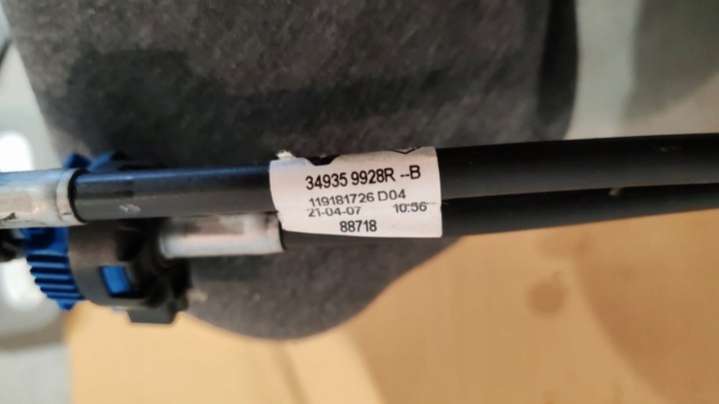 34935 9928R --B
119181726 D04
21-04-07 10:56
88718